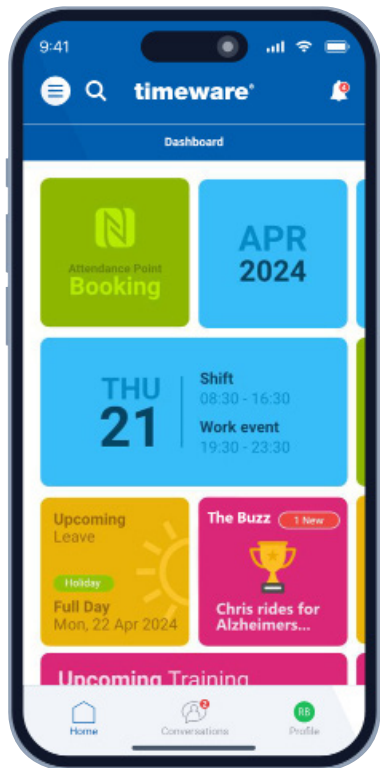 9:41
timeware®
4
Dashboard
Attendance Point
Booking
APR
2024
THU
21
Shift
08:30 - 16:30
Work event
19:30 - 23:30
Upcoming
Leave
Holiday
Full Day
Mon, 22 Apr 2024
The Buzz
1 New
Chris rides for
Alzheimers...
Upcoming Training
Home
2
Conversations
RB
Profile